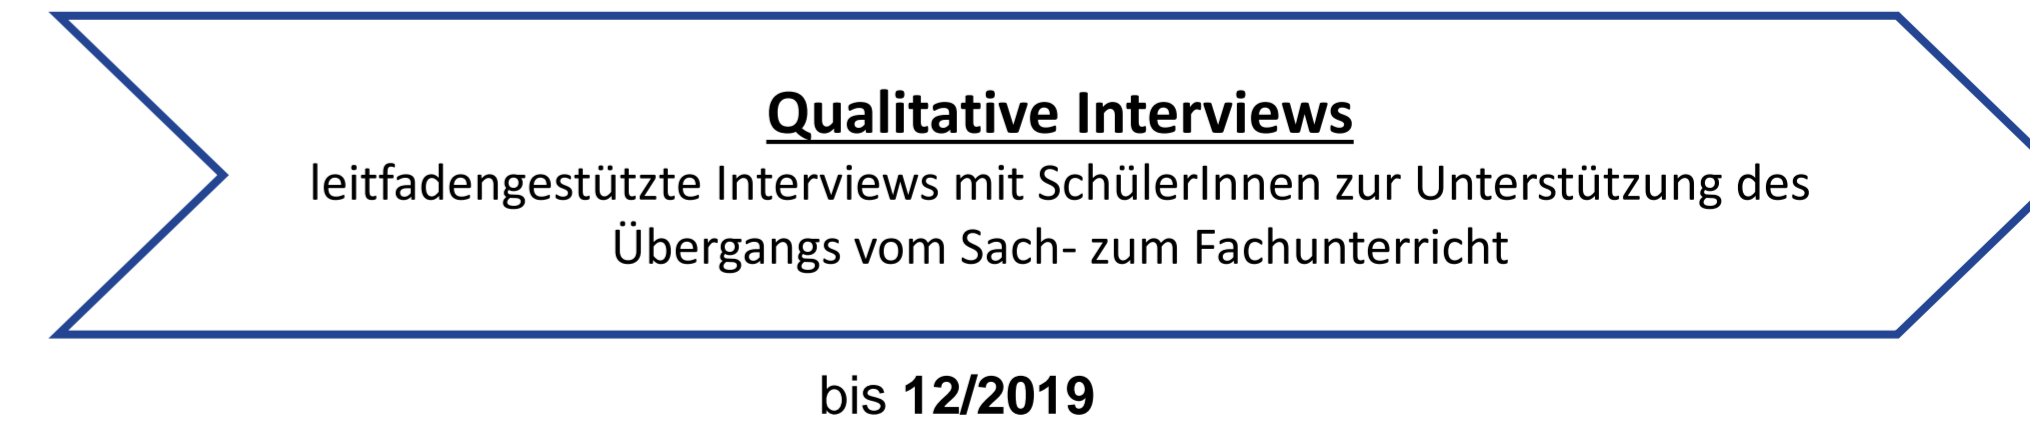 Qualitative Interviews
leitfadengestützte Interviews mit SchülerInnen zur Unterstützung des
Übergangs vom Sach- zum Fachunterricht
bis 12/2019